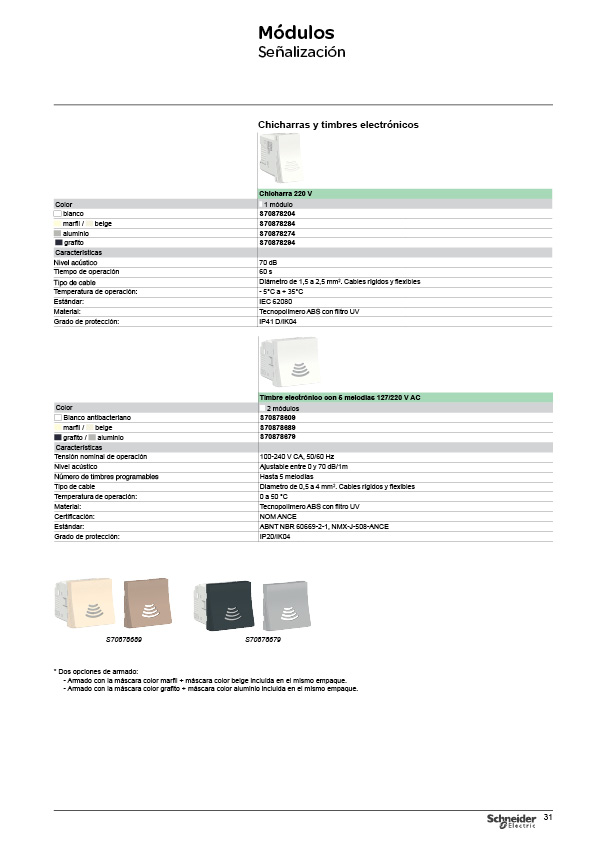 Módulos
Señalización
Chicharras y timbres electrónicos
Chicharra 220 V
Color 1 módulo
blanco S70878204
marfil / beige S70878284
aluminio S70878274
grafito S70878294
Características
Nivel acústico 70 dB
Tiempo de operación 60 s
Tipo de cable Diámetro de 1,5 a 2,5 mm². Cables rígidos y flexibles
Temperatura de operación: - 5°C a + 35°C
Estándar: IEC 62080
Material: Tecnopolímero ABS con filtro UV
Grado de protección: IP41 D/IK04
Timbre electrónico con 5 melodias 127/220 V AC
Color 2 módulos
Blanco antibacteriano S70878609
marfil / beige S70878689
grafito / aluminio S70878679
Características
Tensión nominal de operación 100-240 V CA, 50/60 Hz
Nivel acústico Ajustable entre 0 y 70 dB/1m
Número de timbres programables Hasta 5 melodías
Tipo de cable Diametro de 0,5 a 4 mm². Cables rígidos y flexibles
Temperatura de operación: 0 a 50 °C
Material: Tecnopolímero ABS con filtro UV
Certificación: NOM ANCE
Estándar: ABNT NBR 60669-2-1, NMX-J-508-ANCE
Grado de protección: IP20/IK04
S70878689 S70878679
* Dos opciones de armado:
- Armado con la máscara color marfil + máscara color beige incluida en el mismo empaque.
- Armado con la máscara color grafito + máscara color aluminio incluida en el mismo empaque.
Schneider Electric 31